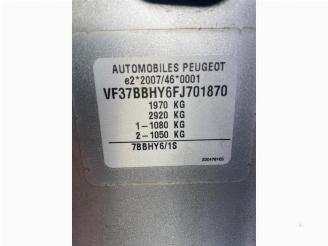 AUTOMOBILES PEUGEOT
e2*2007/46*0001
VF37BBHY6FJ701870
1970 KG
2920 KG
1-1080 KG
2-1050 KG
7BBHY6/1S